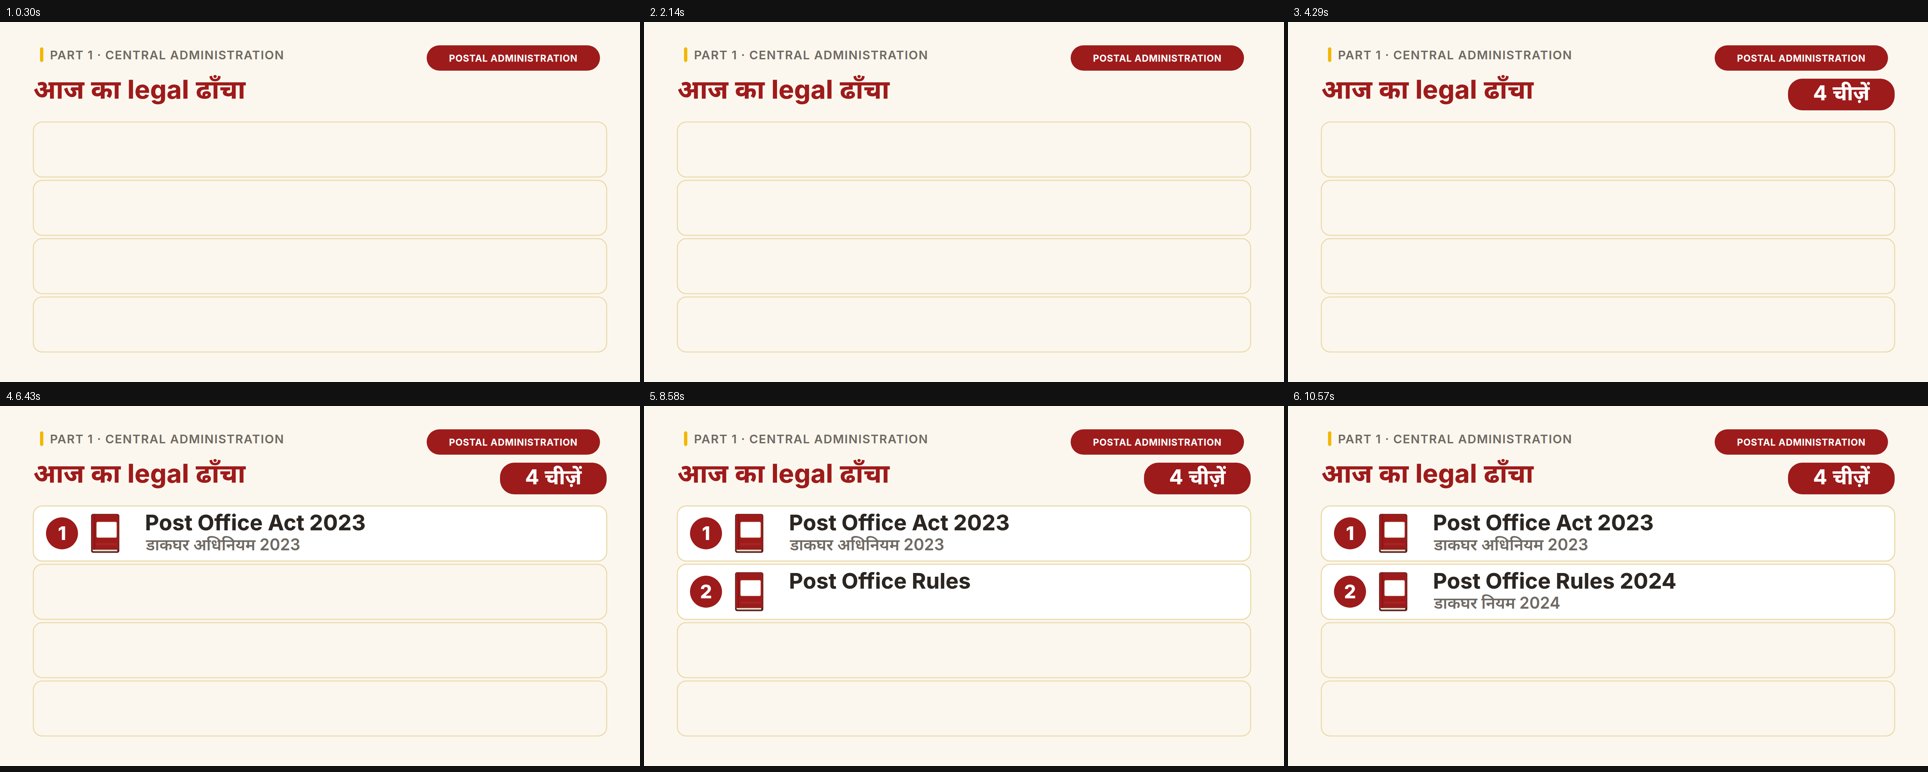 1. 0.30s
PART 1 · CENTRAL ADMINISTRATION
POSTAL ADMINISTRATION
आज का legal ढाँचा
2. 2.14s
PART 1 · CENTRAL ADMINISTRATION
POSTAL ADMINISTRATION
आज का legal ढाँचा
3. 4.29s
PART 1 · CENTRAL ADMINISTRATION
POSTAL ADMINISTRATION
आज का legal ढाँचा
4 चीज़ें
4. 6.43s
PART 1 · CENTRAL ADMINISTRATION
POSTAL ADMINISTRATION
आज का legal ढाँचा
4 चीज़ें
1
Post Office Act 2023
डाकघर अधिनियम 2023
5. 8.58s
PART 1 · CENTRAL ADMINISTRATION
POSTAL ADMINISTRATION
आज का legal ढाँचा
4 चीज़ें
1
Post Office Act 2023
डाकघर अधिनियम 2023
2
Post Office Rules
6. 10.57s
PART 1 · CENTRAL ADMINISTRATION
POSTAL ADMINISTRATION
आज का legal ढाँचा
4 चीज़ें
1
Post Office Act 2023
डाकघर अधिनियम 2023
2
Post Office Rules 2024
डाकघर नियम 2024